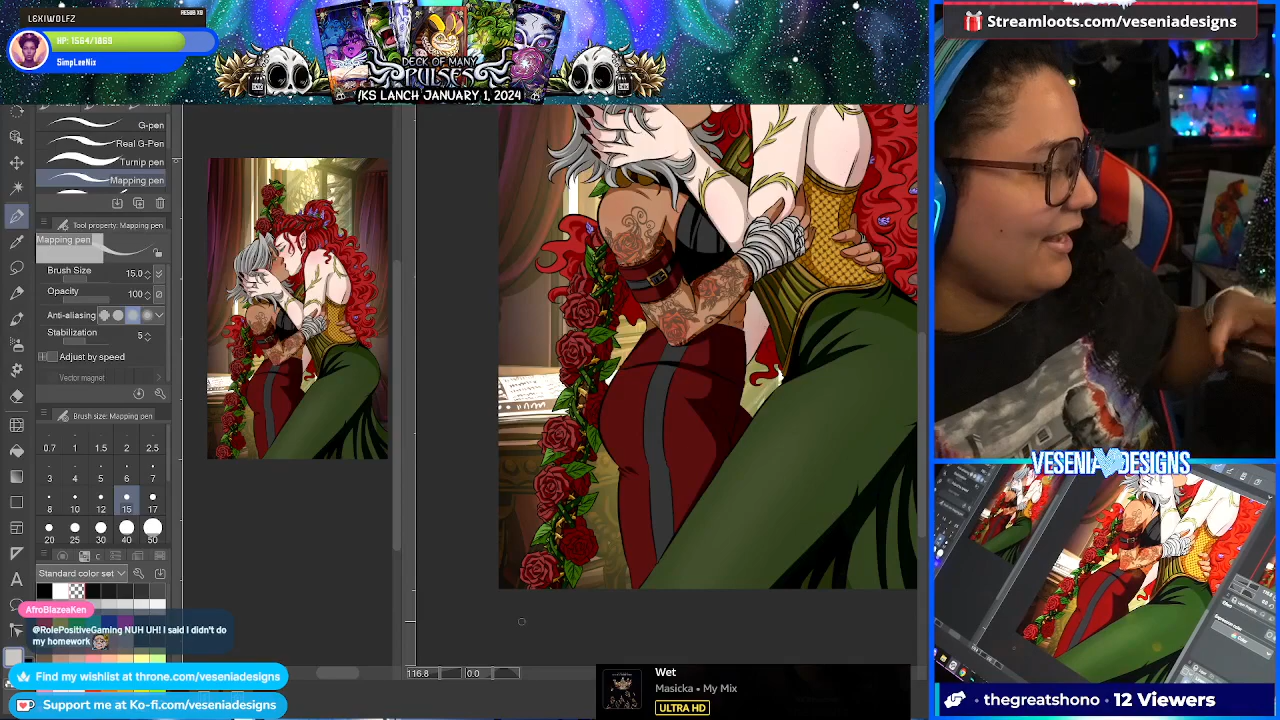 LEXIWOLFZ
HP: 1564/1869
SimpLeeNix
DECK OF MANY
PULSES
!KS LANCH JANUARY 1, 2024
Streamloots.com/veseniadesigns
G-pen
Real G-Pen
Turnip pen
Mapping pen
Tool property: Mapping pen
Mapping pen
Brush Size 15.0
Opacity 100
Anti-aliasing
Stabilization 5
Adjust by speed
Vector magnet
Brush size: Mapping pen
0.7 1 1.5 2 2.5
3 4 5 6 7
8 10 12 15 17
20 25 30 40 50
Standard color set
AfroBlazeaKen
@RolePositiveGaming NUH UH! I said I didn't do
my homework
Find my wishlist at throne.com/veseniadesigns
Support me at Ko-fi.com/veseniadesigns
116.8 0.0
Wet
Masicka • My Mix
ULTRA HD
VESENIA DESIGNS
: thegreatshono • 12 Viewers